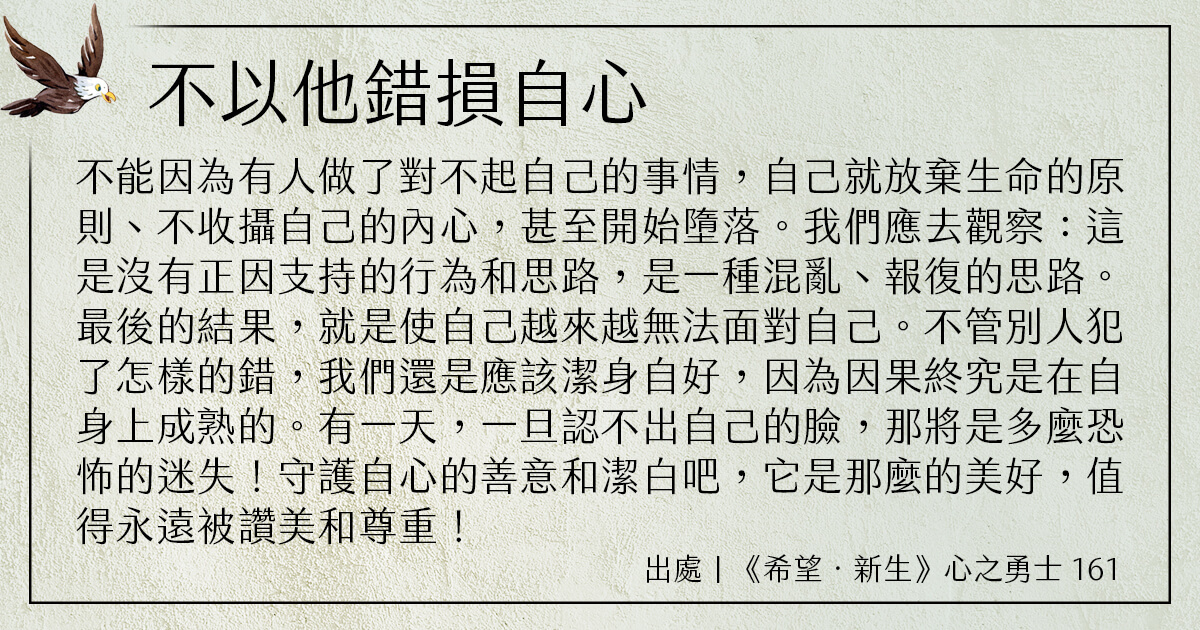 不以他錯損自心
不能因為有人做了對不起自己的事情，自己就放棄生命的原
則、不收攝自己的內心，甚至開始墮落。我們應去觀察：這
是沒有正因支持的行為和思路，是一種混亂、報復的思路。
最後的結果，就是使自己越來越無法面對自己。不管別人犯
了怎樣的錯，我們還是應該潔身自好，因為因果終究是在自
身上成熟的。有一天，一旦認不出自己的臉，那將是多麼恐
怖的迷失！守護自心的善意和潔白吧，它是那麼的美好，值
得永遠被讚美和尊重！
出處｜《希望．新生》心之勇士 161